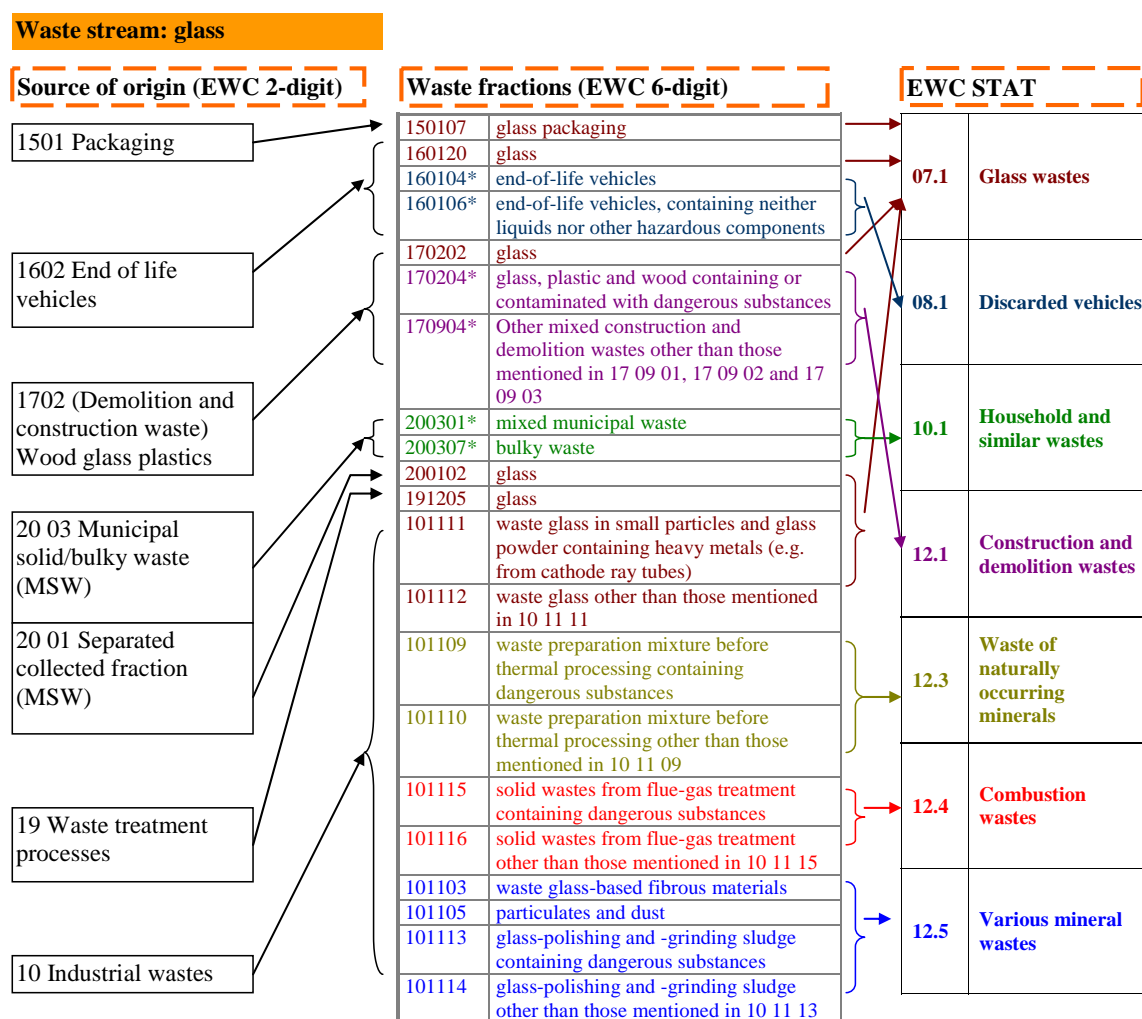 Waste stream: glass
Source of origin (EWC 2-digit)
1501 Packaging
1602 End of life
vehicles
1702 (Demolition and
construction waste)
Wood glass plastics
20 03 Municipal
solid/bulky waste
(MSW)
20 01 Separated
collected fraction
(MSW)
19 Waste treatment
processes
10 Industrial wastes
Waste fractions (EWC 6-digit)
150107 glass packaging
160120 glass
160104* end-of-life vehicles
160106* end-of-life vehicles, containing neither
liquids nor other hazardous components
170202 glass
170204* glass, plastic and wood containing or
contaminated with dangerous substances
170904* Other mixed construction and
demolition wastes other than those
mentioned in 17 09 01, 17 09 02 and 17
09 03
200301* mixed municipal waste
200307* bulky waste
200102 glass
191205 glass
101111 waste glass in small particles and glass
powder containing heavy metals (e.g.
from cathode ray tubes)
101112 waste glass other than those mentioned
in 10 11 11
101109 waste preparation mixture before
thermal processing containing
dangerous substances
101110 waste preparation mixture before
thermal processing other than those
mentioned in 10 11 09
101115 solid wastes from flue-gas treatment
containing dangerous substances
101116 solid wastes from flue-gas treatment
other than those mentioned in 10 11 15
101103 waste glass-based fibrous materials
101105 particulates and dust
101113 glass-polishing and -grinding sludge
containing dangerous substances
101114 glass-polishing and -grinding sludge
other than those mentioned in 10 11 13
EWC STAT
07.1 Glass wastes
08.1 Discarded vehicles
10.1 Household and
similar wastes
12.1 Construction and
demolition wastes
12.3 Waste of
naturally
occurring
minerals
12.4 Combustion
wastes
12.5 Various mineral
wastes